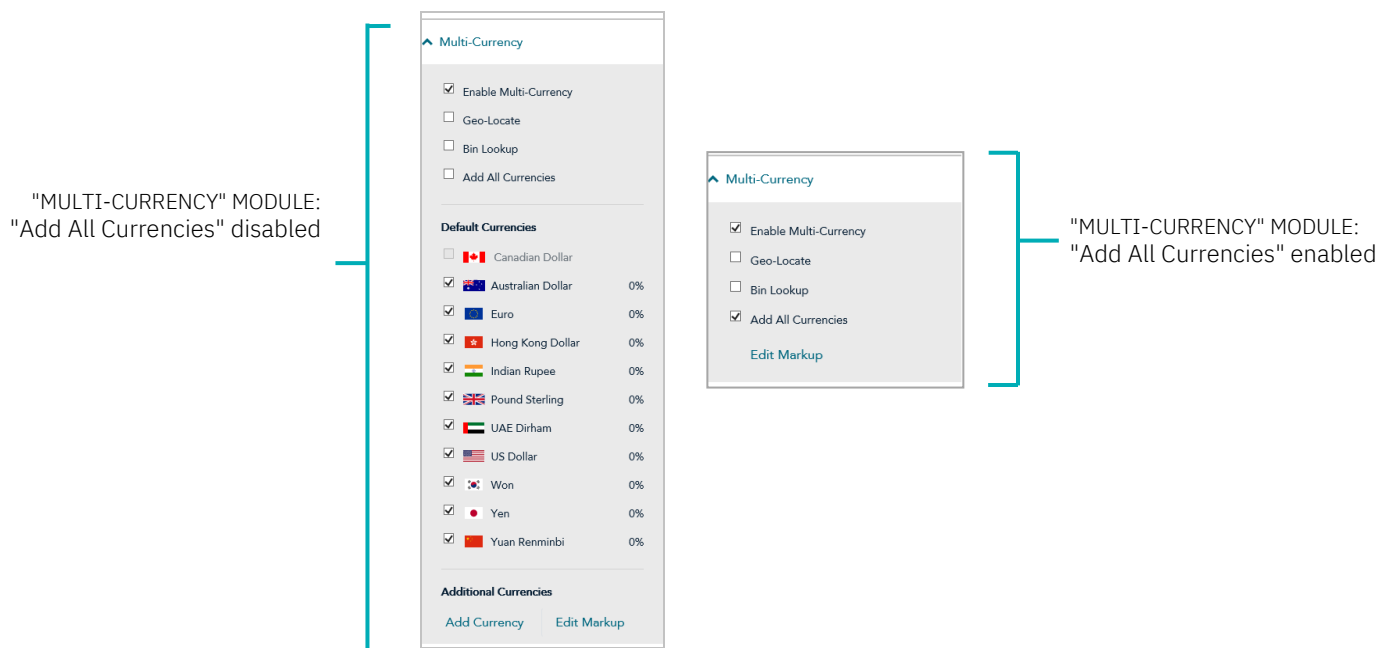 "MULTI-CURRENCY" MODULE:
"Add All Currencies" disabled
Multi-Currency
Enable Multi-Currency
Geo-Locate
Bin Lookup
Add All Currencies
Default Currencies
Canadian Dollar
Australian Dollar 0%
Euro 0%
Hong Kong Dollar 0%
Indian Rupee 0%
Pound Sterling 0%
UAE Dirham 0%
US Dollar 0%
Won 0%
Yen 0%
Yuan Renminbi 0%
Additional Currencies
Add Currency Edit Markup
Multi-Currency
Enable Multi-Currency
Geo-Locate
Bin Lookup
Add All Currencies
Edit Markup
"MULTI-CURRENCY" MODULE:
"Add All Currencies" enabled